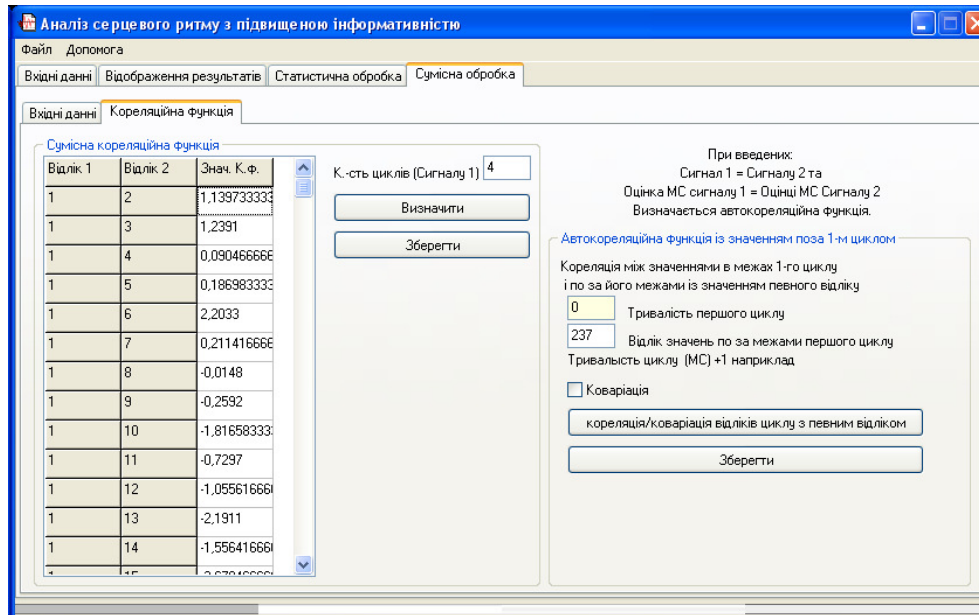 Аналіз серцевого ритму з підвищеною інформативністю
Файл Допомога
Вхідні данні Відображення результатів Статистична обробка Сумісна обробка
Вхідні данні Кореляційна функція
Сумісна кореляційна функція
Відлік 1 Відлік 2 Знач. К.ф.
1 2 1,139733333
1 3 1,2391
1 4 0,090466666
1 5 0,186983333
1 6 2,2033
1 7 0,211416666
1 8 -0,0148
1 9 -0,2592
1 10 -1,81658333
1 11 -0,7297
1 12 -1,05561666
1 13 -2,1911
1 14 -1,55641666
К.-сть циклів (Сигналу 1) 4
Визначити
Зберегти
При введених:
Сигнал 1 = Сигналу 2 та
Оцінка МС сигналу 1 = Оцінці МС Сигналу 2
Визначається автокореляційна функція.
Автокореляційна функція із значенням поза 1-м циклом
Кореляція між значеннями в межах 1-го циклу
і по за його межами із значенням певного відліку
0 Тривалість першого циклу
237 Відлік значень по за межами першого циклу
Тривалысть циклу (МС) +1 наприклад
Коваріація
кореляція/коваріація відліків циклу з певним відліком
Зберегти